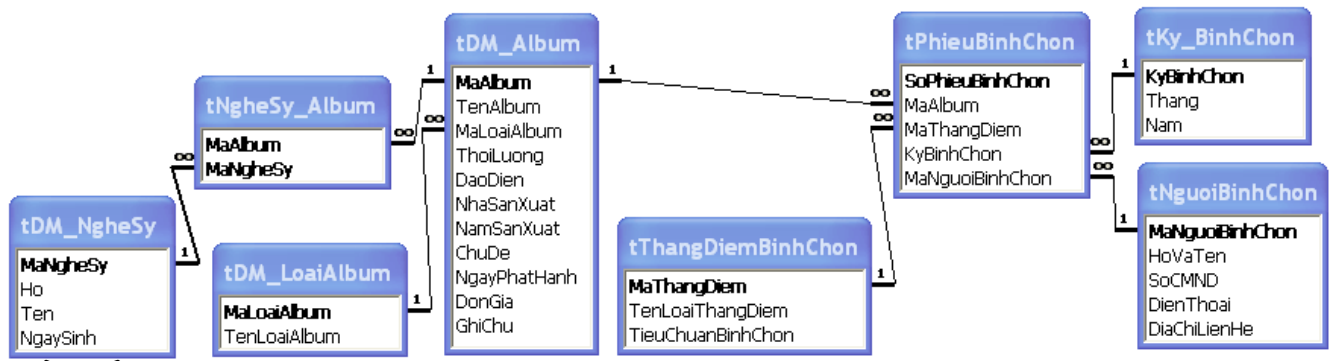 tDM_NgheSy
MaNgheSy
Ho
Ten
NgaySinh
1
∞
tNgheSy_Album
MaAlbum
MaNgheSy
∞
1
tDM_LoaiAlbum
MaLoaiAlbum
TenLoaiAlbum
1
∞
tDM_Album
MaAlbum
TenAlbum
MaLoaiAlbum
ThoiLuong
DaoDien
NhaSanXuat
NamSanXuat
ChuDe
NgayPhatHanh
DonGia
GhiChu
1
∞
tThangDiemBinhChon
MaThangDiem
TenLoaiThangDiem
TieuChuanBinhChon
1
∞
tPhieuBinhChon
SoPhieuBinhChon
MaAlbum
MaThangDiem
KyBinhChon
MaNguoiBinhChon
∞
1
tKy_BinhChon
KyBinhChon
Thang
Nam
∞
1
tNguoiBinhChon
MaNguoiBinhChon
HoVaTen
SoCMND
DienThoai
DiaChiLienHe